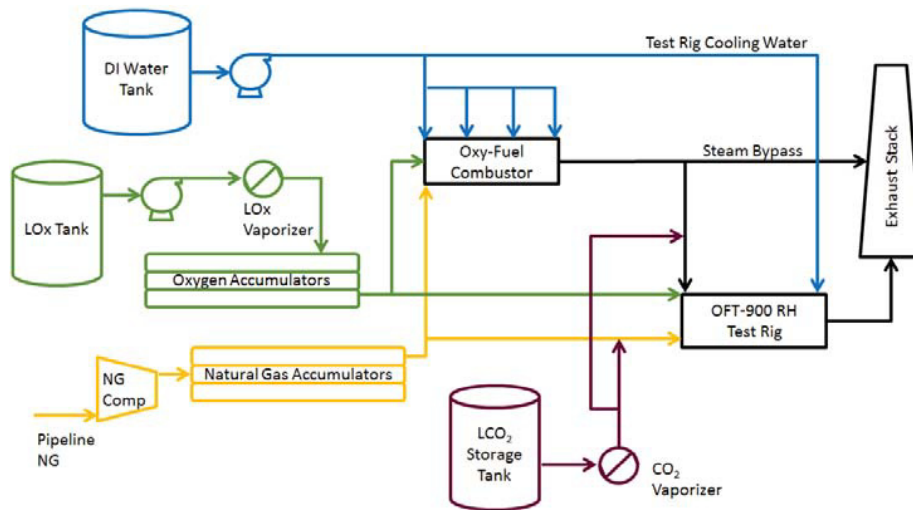 DI Water
Tank
Test Rig Cooling Water
Oxy-Fuel
Combustor
Steam Bypass
Exhaust Stack
LOx Tank
LOx
Vaporizer
Oxygen Accumulators
OFT-900 RH
Test Rig
NG
Comp
Natural Gas Accumulators
Pipeline
NG
LCO₂
Storage
Tank
CO₂
Vaporizer